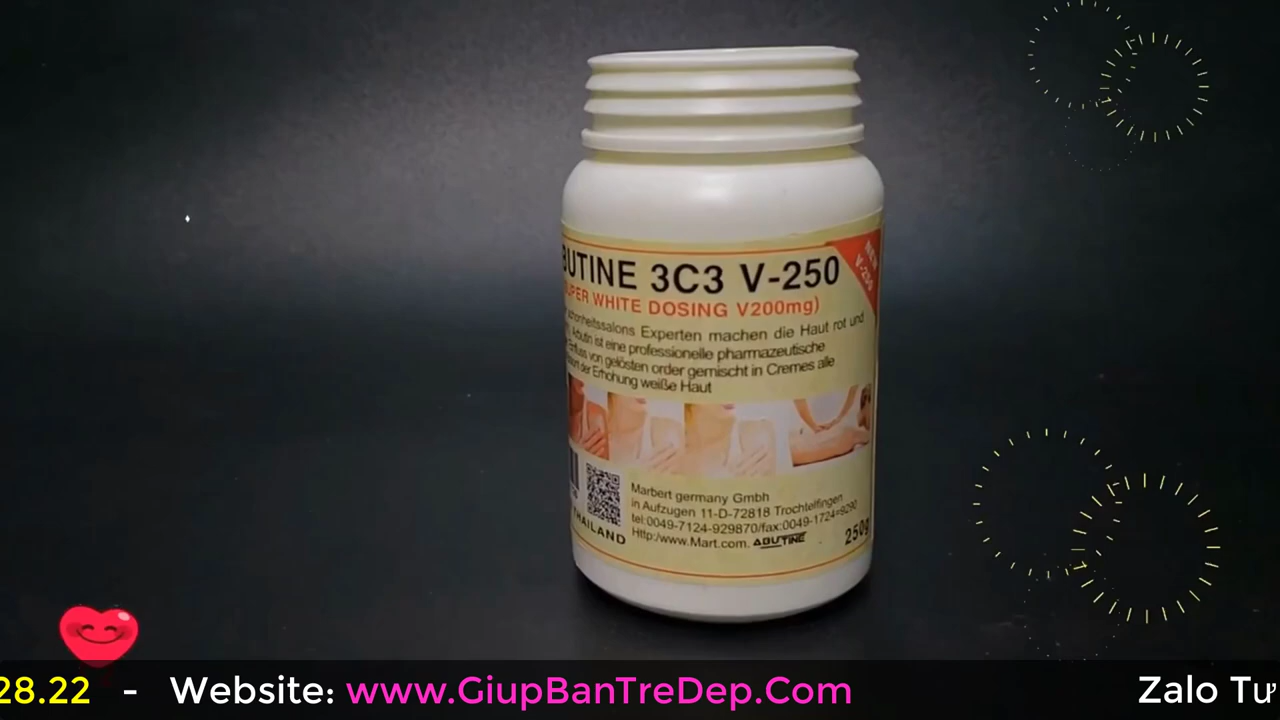 BUTINE 3C3 V-250
NEW
V-250
PER WHITE DOSING V200mg)
Experten machen die Haut rot und
Arbutin ist eine professionelle pharmazeutische
von gelösten order gemischt in Cremes alle
der Erhöhung weiße Haut
Marbert germany Gmbh
in Aufzugen 11-D-72818 Trochtelfingen
tel:0049-7124-929870/fax:0049-1724=9290
Http:/www.Mart.com. ABUTINE
THAILAND
250g
28.22 - Website: www.GiupBanTreDep.Com Zalo Tư